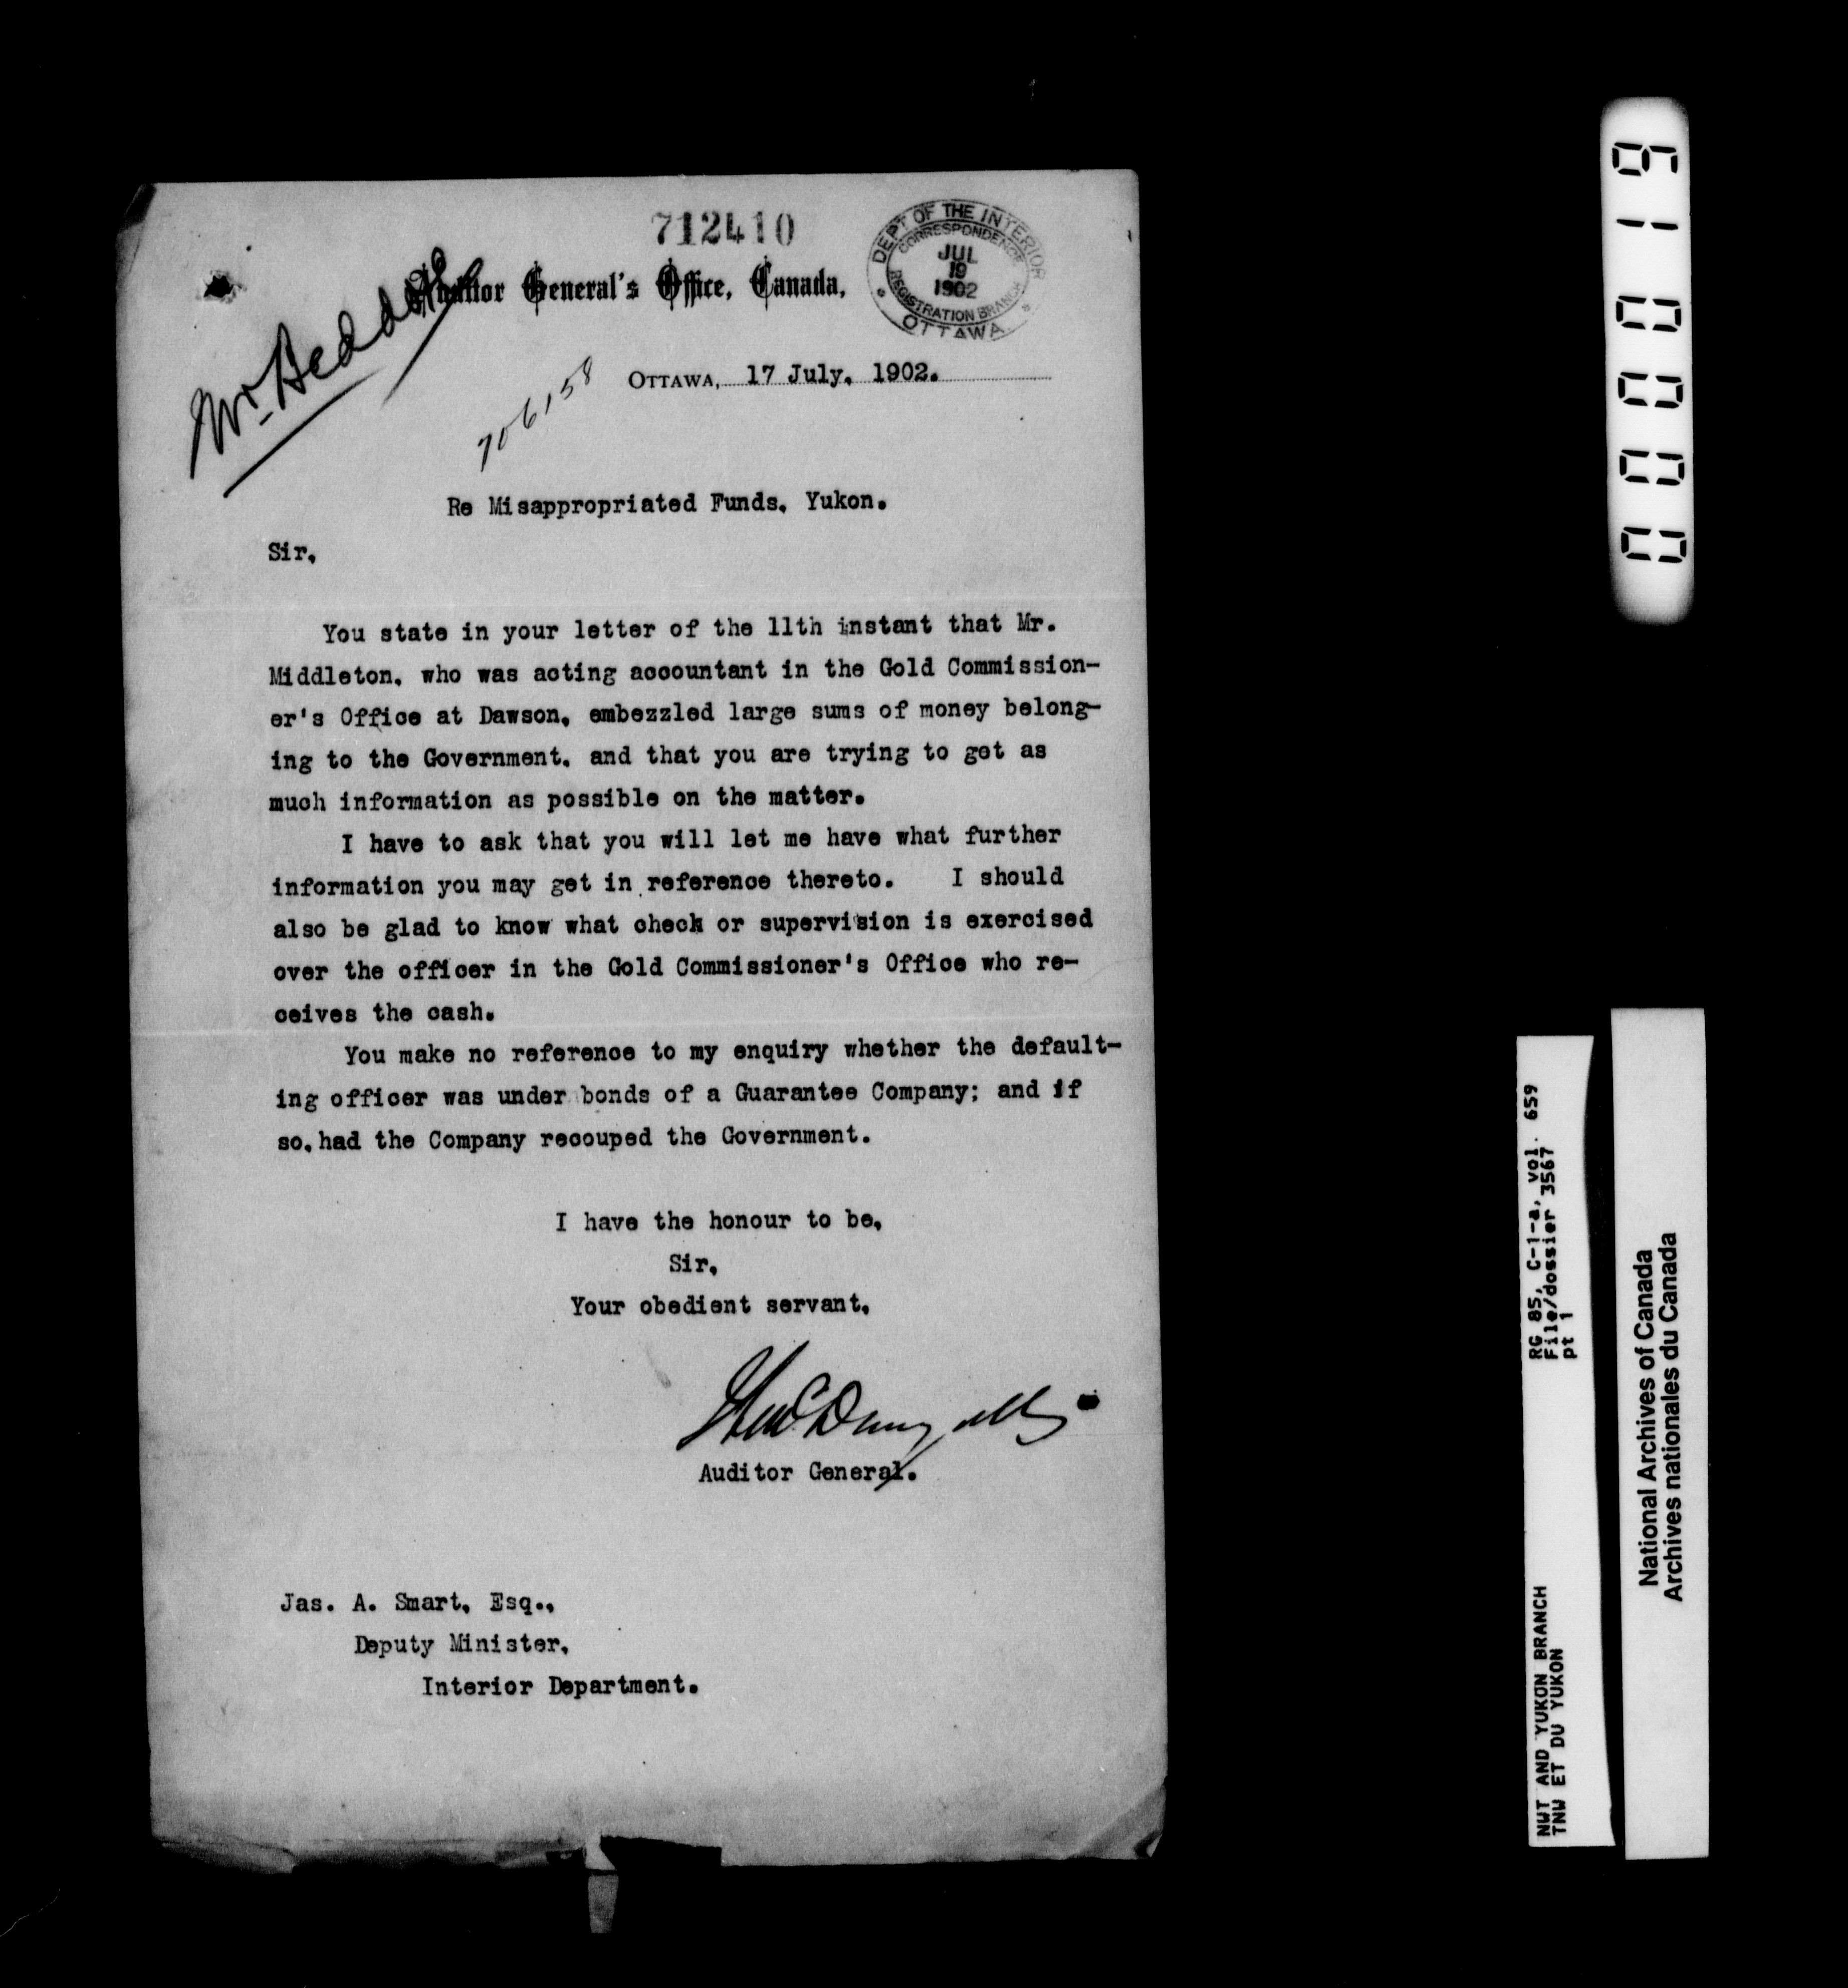 712410
Auditor General's Office, Canada,
DEPT OF THE INTERIOR
CORRESPONDENCE
JUL
19
1902
REGISTRATION BRANCH
OTTAWA
Mr. Beddoe
706158
OTTAWA, 17 July, 1902.
Re Misappropriated Funds, Yukon.
Sir,
You state in your letter of the 11th instant that Mr.
Middleton, who was acting accountant in the Gold Commission-
er's Office at Dawson, embezzled large sums of money belong-
ing to the Government, and that you are trying to get as
much information as possible on the matter.
I have to ask that you will let me have what further
information you may get in reference thereto. I should
also be glad to know what check or supervision is exercised
over the officer in the Gold Commissioner's Office who re-
ceives the cash.
You make no reference to my enquiry whether the default-
ing officer was under bonds of a Guarantee Company; and if
so, had the Company recouped the Government.
I have the honour to be,
Sir,
Your obedient servant,
Auditor General.
Jas. A. Smart, Esq.,
Deputy Minister,
Interior Department.
RG 85, C-1-a, vol. 659
File/dossier 3567
pt 1
NWT AND YUKON BRANCH
TNW ET DU YUKON
National Archives of Canada
Archives nationales du Canada